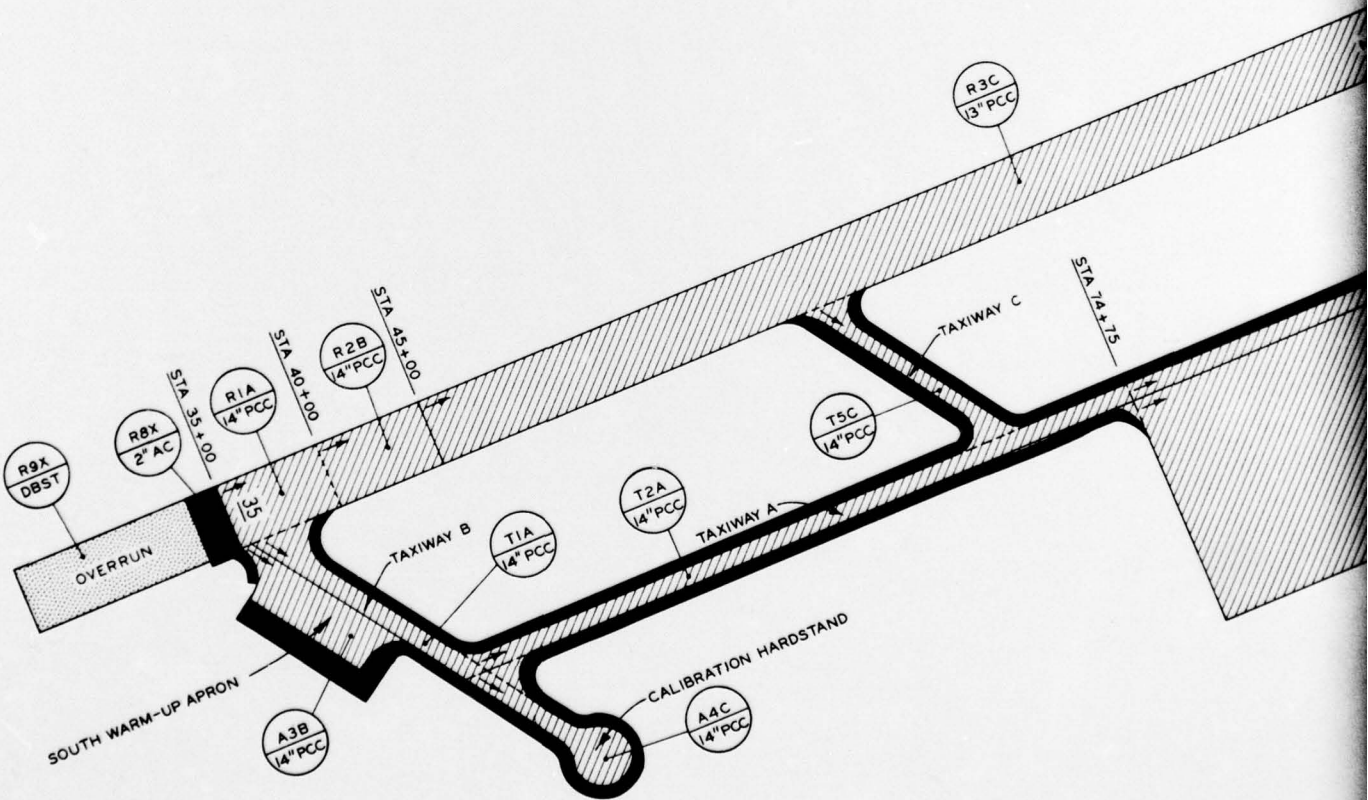 R3C
13" PCC
STA 74+75
TAXIWAY C
STA 45+00
R2B
14" PCC
STA 40+00
R1A
14" PCC
STA 35+00
R8X
2" AC
R9X
DBST
OVERRUN
35
T5C
14" PCC
T2A
14" PCC
TAXIWAY A
TAXIWAY B
T1A
14" PCC
CALIBRATION HARDSTAND
A4C
14" PCC
SOUTH WARM-UP APRON
A3B
14" PCC